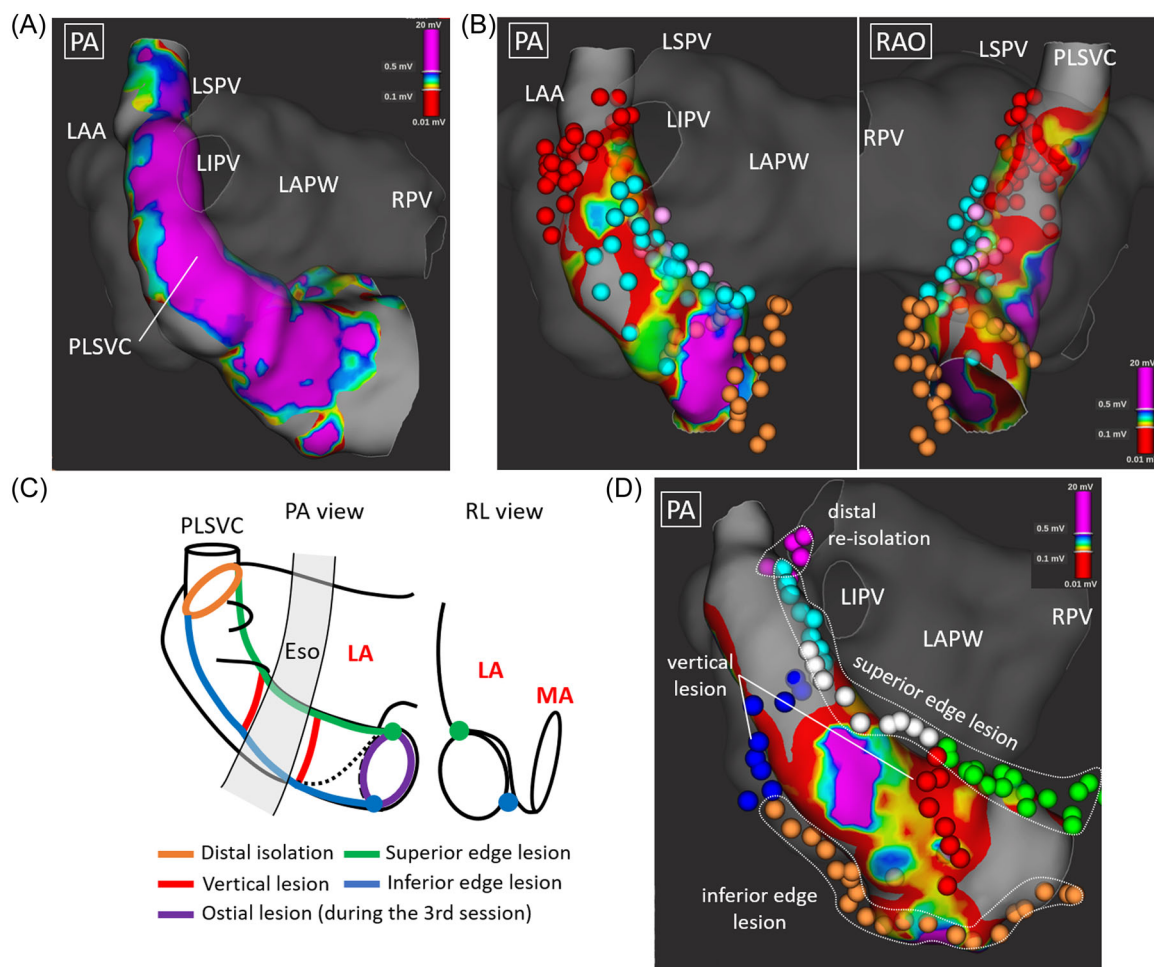 (A)
PA
20 mV
0.5 mV
0.1 mV
0.01 mV
LSPV
LAA
LIPV
LAPW
RPV
PLSVC
(B)
PA
LSPV
LAA
LIPV
LAPW
RAO
LSPV
PLSVC
RPV
20 mV
0.5 mV
0.1 mV
0.01 mV
(C)
PA view
RL view
PLSVC
Eso
LA
LA
MA
Distal isolation
Superior edge lesion
Vertical lesion
Inferior edge lesion
Ostial lesion (during the 3rd session)
(D)
PA
distal
re-isolation
20 mV
0.5 mV
0.1 mV
0.01 mV
LIPV
LAPW
RPV
vertical
lesion
superior edge lesion
inferior edge
lesion